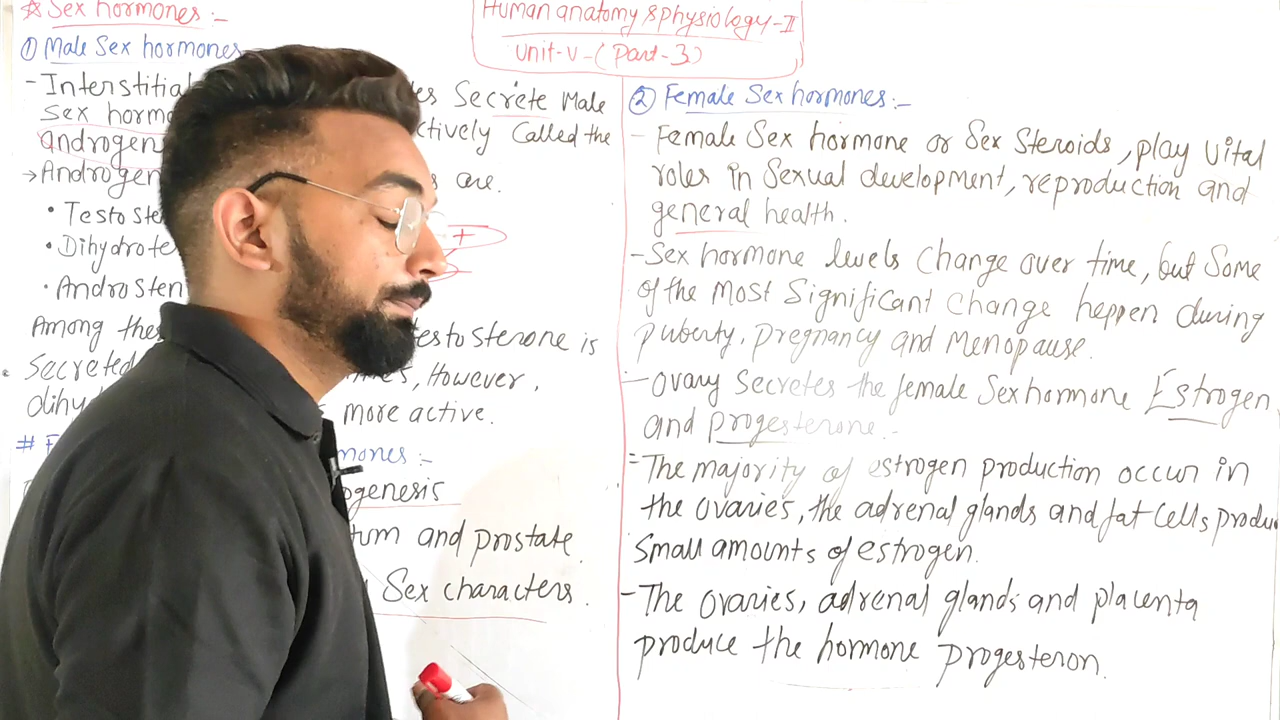 ☆ Sex hormones :-
Human anatomy & physiology-II
Unit-V-(Part-3)
① Male Sex hormones
- Interstitial
es Secrete Male
Sex hormo
ctively Called the
androgen
→ Androgen
s are.
• Testoste
+
• Dihydrote
• Androsten
Among thes
testosterone is
secreted
However,
dihy
more active.
#
mones :-
ogenesis
tum and prostate
Sex characters.
② Female Sex hormones :-
- Female Sex hormone or Sex Steroids, play vital
roles in Sexual development, reproduction and
general health.
- Sex hormone levels Change over time, but Some
of the most Significant Change heppen during
puberty, pregnancy and Menopause.
- Ovary Secretes the female Sex hormone Estrogen
and progesterone.-
= The majority of estrogen production occur in
the Ovaries, the adrenal glands and fat Cells produ
Small amounts of estrogen.
- The Ovaries, adrenal glands and placenta
produce the hormone progesteron.